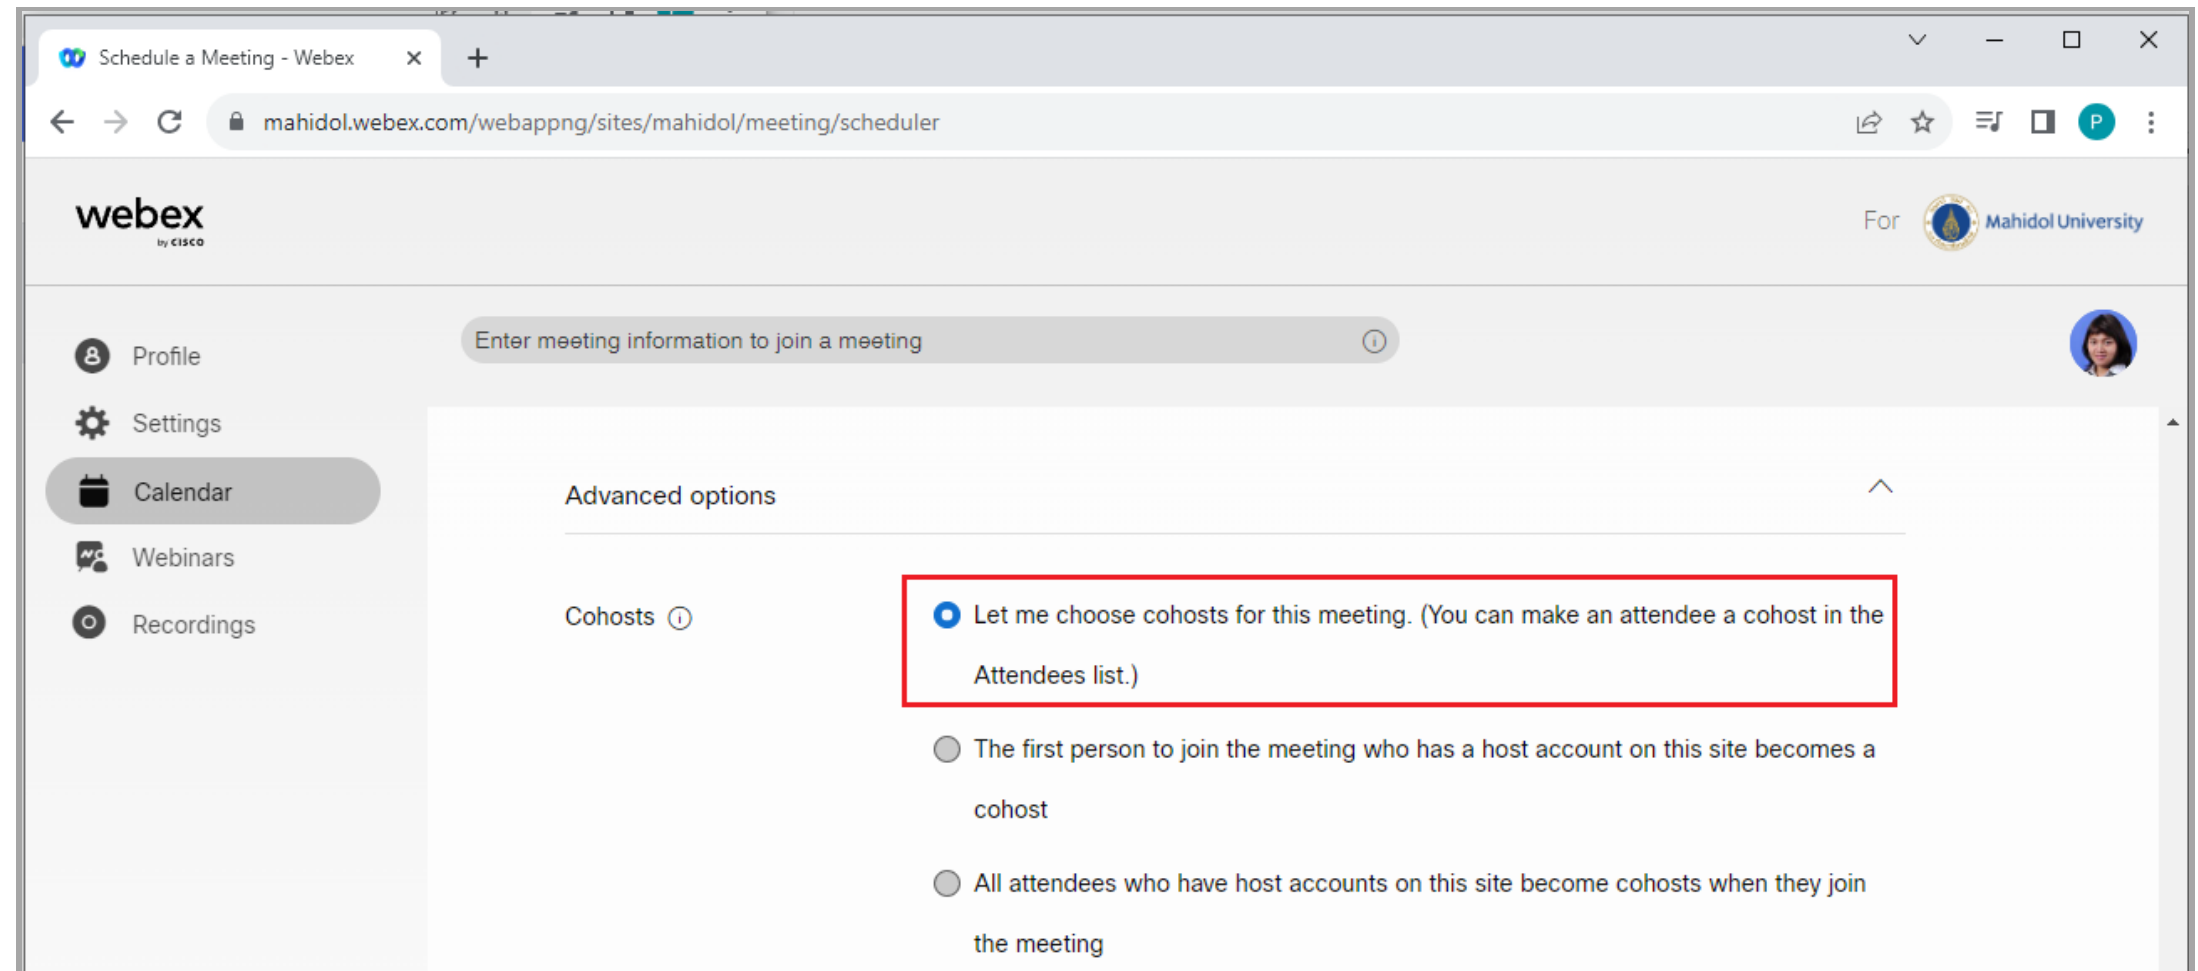 Schedule a Meeting - Webex
mahidol.webex.com/webappng/sites/mahidol/meeting/scheduler
P
webex
by CISCO
For
Mahidol University
Enter meeting information to join a meeting
Profile
Settings
Calendar
Webinars
Recordings
Advanced options
Cohosts
Let me choose cohosts for this meeting. (You can make an attendee a cohost in the
Attendees list.)
The first person to join the meeting who has a host account on this site becomes a
cohost
All attendees who have host accounts on this site become cohosts when they join
the meeting